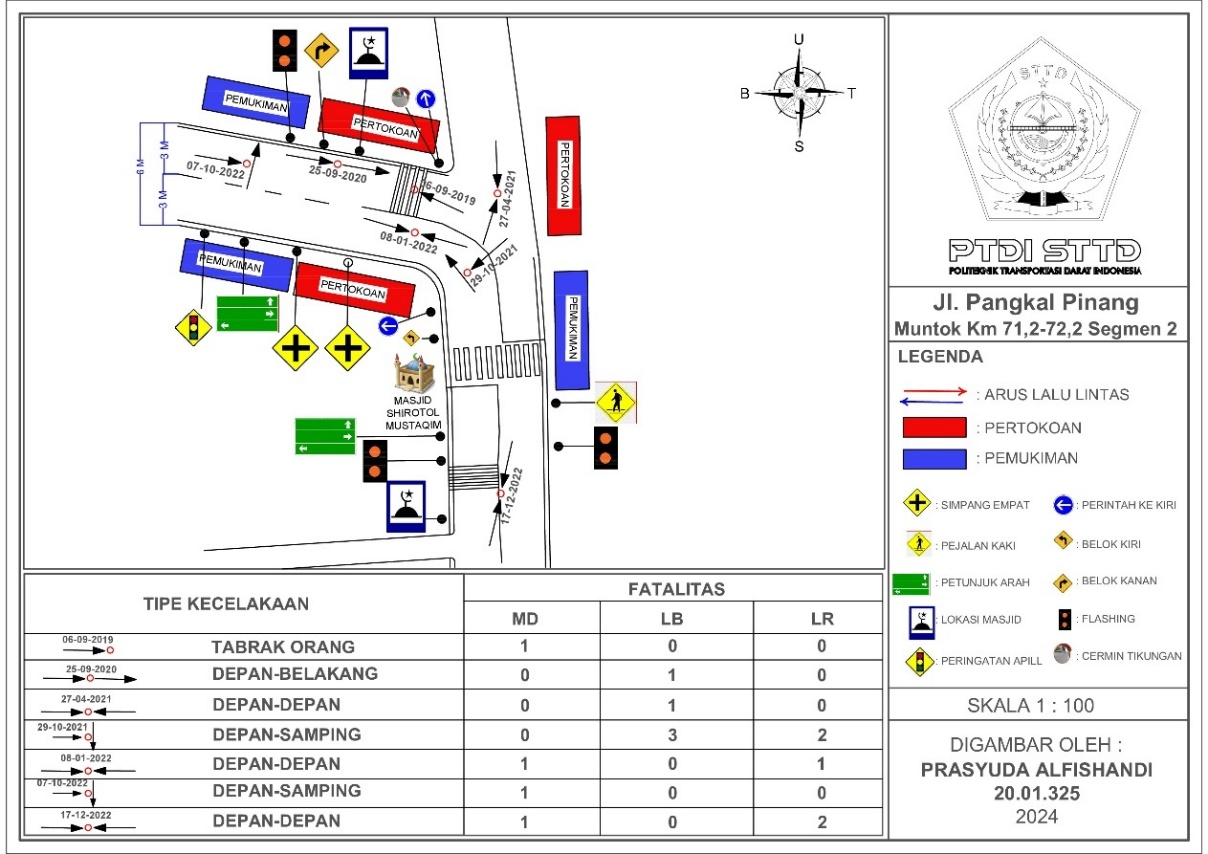 PEMUKIMAN
PERTOKOAN
6 M
3 M
3 M
07-10-2022
25-09-2020
06-09-2019
27-04-2021
08-01-2022
29-10-2021
PEMUKIMAN
PERTOKOAN
PERTOKOAN
PEMUKIMAN
MASJID
SHIROTOL
MUSTAQIM
17-12-2022
U
B
T
S
STTD
PTDI STTD
POLITEKNIK TRANSPORTASI DARAT INDONESIA
Jl. Pangkal Pinang
Muntok Km 71,2-72,2 Segmen 2
LEGENDA
: ARUS LALU LINTAS
: PERTOKOAN
: PEMUKIMAN
: SIMPANG EMPAT
: PERINTAH KE KIRI
: PEJALAN KAKI
: BELOK KIRI
: PETUNJUK ARAH
: BELOK KANAN
: LOKASI MASJID
: FLASHING
: PERINGATAN APILL
: CERMIN TIKUNGAN
SKALA 1 : 100
DIGAMBAR OLEH :
PRASYUDA ALFISHANDI
20.01.325
2024
TIPE KECELAKAAN FATALITAS
MD LB LR
06-09-2019 TABRAK ORANG 1 0 0
25-09-2020 DEPAN-BELAKANG 0 1 0
27-04-2021 DEPAN-DEPAN 0 1 0
29-10-2021 DEPAN-SAMPING 0 3 2
08-01-2022 DEPAN-DEPAN 1 0 1
07-10-2022 DEPAN-SAMPING 1 0 0
17-12-2022 DEPAN-DEPAN 1 0 2